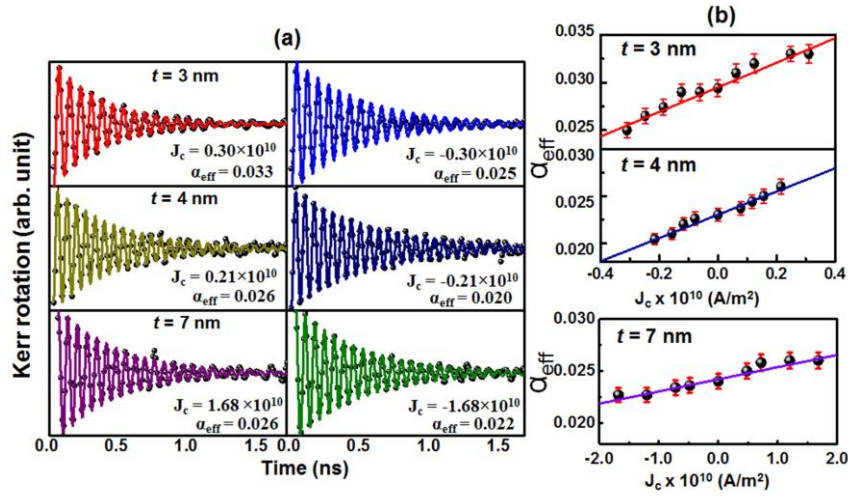 (a)
Kerr rotation (arb. unit)
t = 3 nm
J_c = 0.30×10^10
α_eff = 0.033
J_c = -0.30×10^10
α_eff = 0.025
t = 4 nm
J_c = 0.21×10^10
α_eff = 0.026
J_c = -0.21×10^10
α_eff = 0.020
t = 7 nm
J_c = 1.68 ×10^10
α_eff = 0.026
J_c = -1.68×10^10
α_eff = 0.022
0.0 0.5 1.0 0.0 0.5 1.0 1.5
Time (ns)
(b)
α_eff
0.035
0.030
0.025
t = 3 nm
0.030
0.025
0.020
t = 4 nm
-0.4 -0.2 0.0 0.2 0.4
J_c x 10^10 (A/m²)
α_eff
0.030
0.025
0.020
t = 7 nm
-2.0 -1.0 0.0 1.0 2.0
J_c x 10^10 (A/m²)